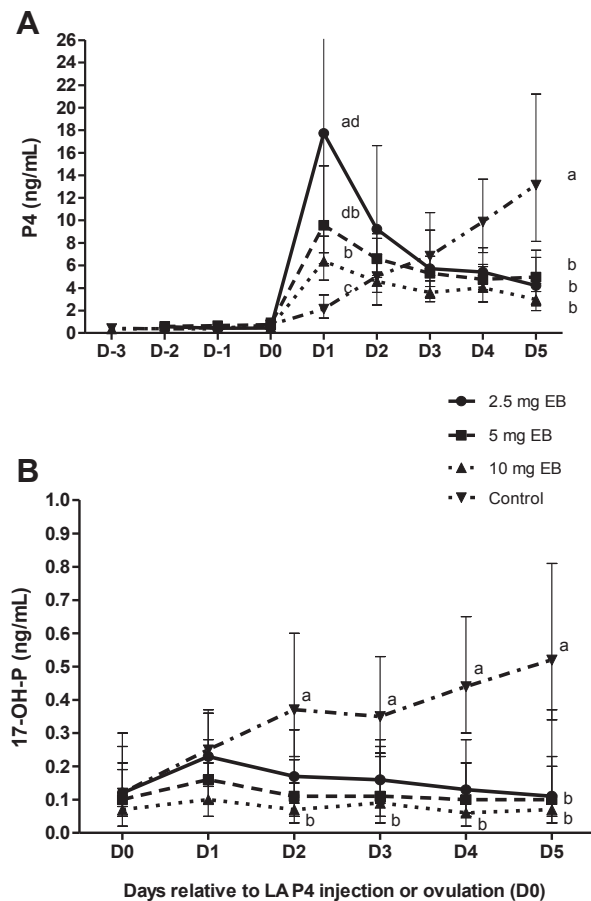 A
P4 (ng/mL)
26
24
22
20
18
16
14
12
10
8
6
4
2
0
ad
db
b
c
a
b
b
b
D-3 D-2 D-1 D0 D1 D2 D3 D4 D5
2.5 mg EB
5 mg EB
10 mg EB
Control
B
17-OH-P (ng/mL)
1.0
0.9
0.8
0.7
0.6
0.5
0.4
0.3
0.2
0.1
0.0
a a a a
b b b b b
D0 D1 D2 D3 D4 D5
Days relative to LA P4 injection or ovulation (D0)